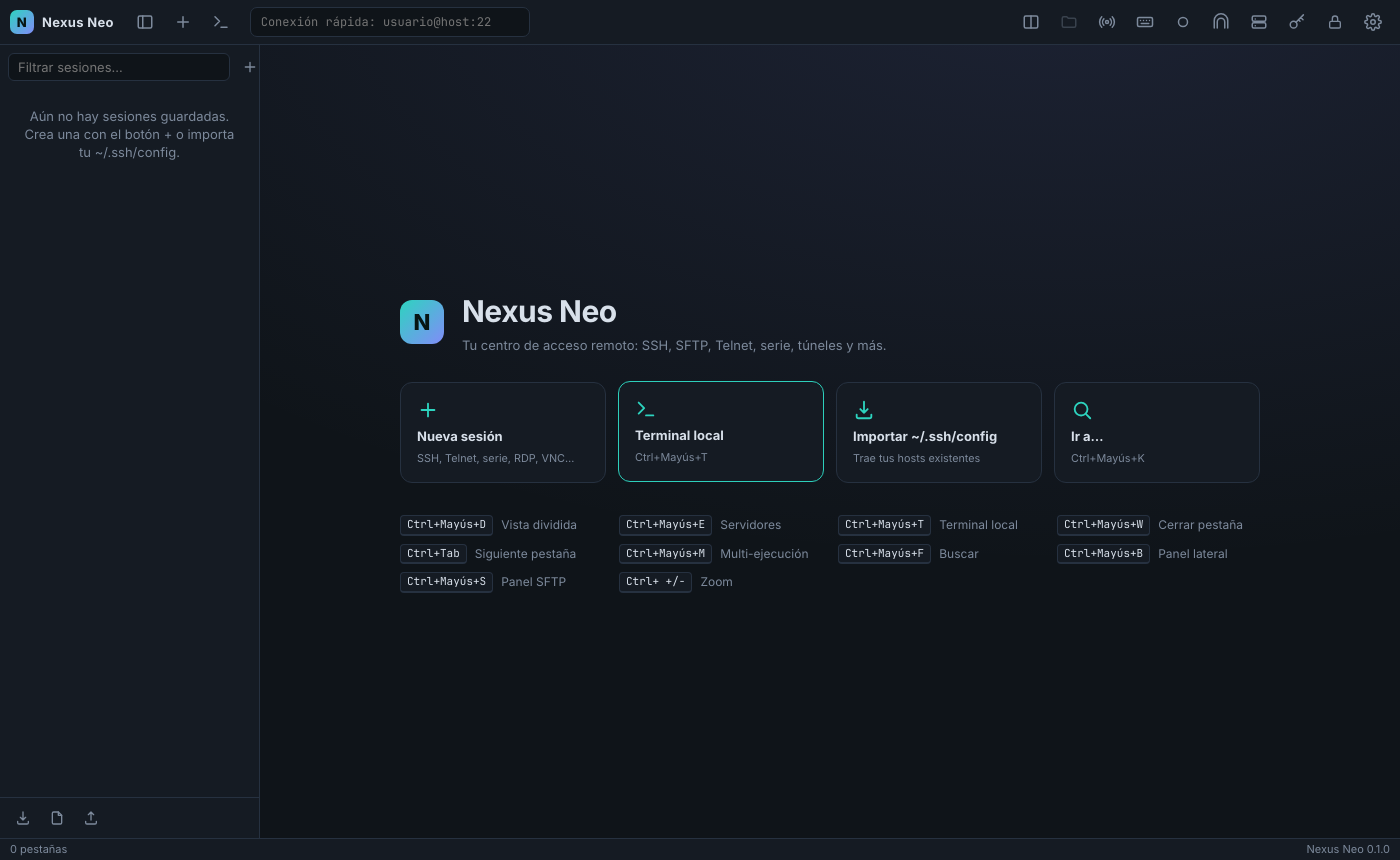 N Nexus Neo
Conexión rápida: usuario@host:22
Filtrar sesiones...
Aún no hay sesiones guardadas.
Crea una con el botón + o importa
tu ~/.ssh/config.
N
Nexus Neo
Tu centro de acceso remoto: SSH, SFTP, Telnet, serie, túneles y más.
Nueva sesión
SSH, Telnet, serie, RDP, VNC...
Terminal local
Ctrl+Mayús+T
Importar ~/.ssh/config
Trae tus hosts existentes
Ir a...
Ctrl+Mayús+K
Ctrl+Mayús+D Vista dividida
Ctrl+Mayús+E Servidores
Ctrl+Mayús+T Terminal local
Ctrl+Mayús+W Cerrar pestaña
Ctrl+Tab Siguiente pestaña
Ctrl+Mayús+M Multi-ejecución
Ctrl+Mayús+F Buscar
Ctrl+Mayús+B Panel lateral
Ctrl+Mayús+S Panel SFTP
Ctrl+ +/- Zoom
0 pestañas
Nexus Neo 0.1.0